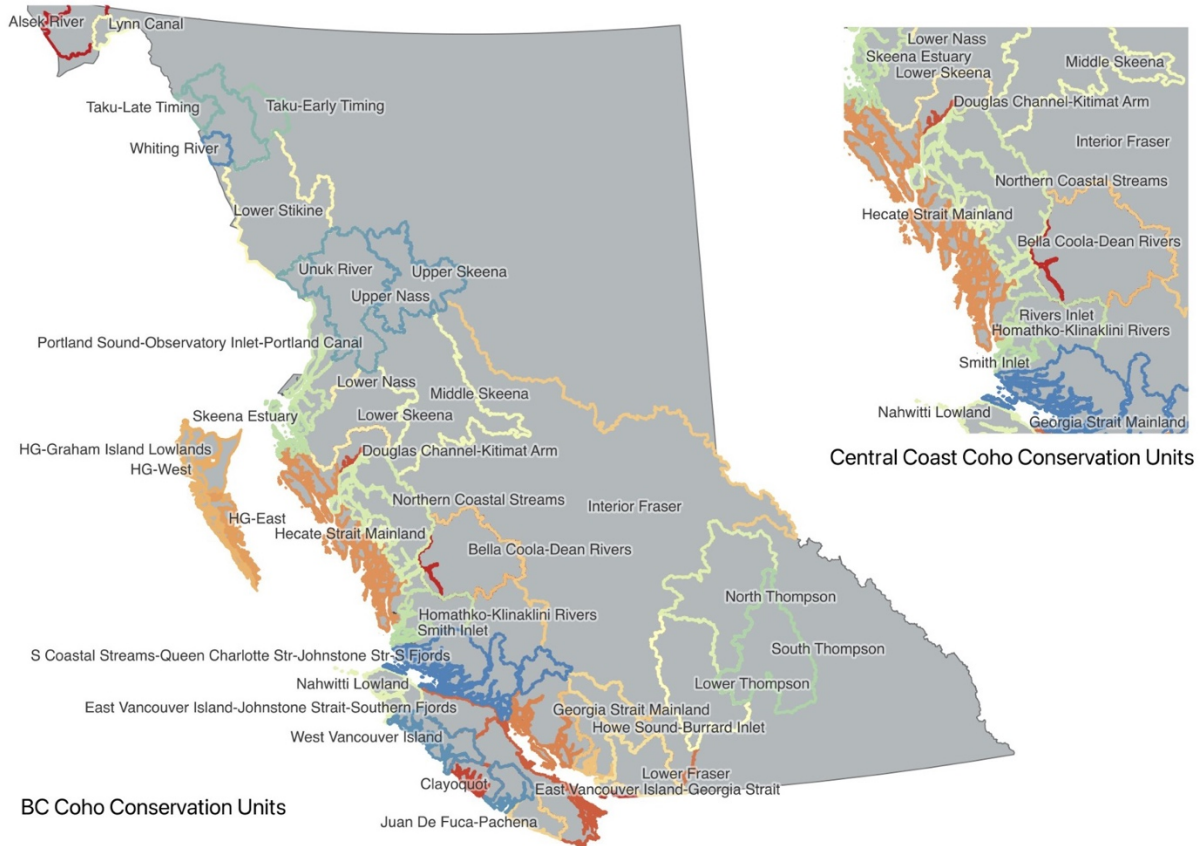 Alsek River
Lynn Canal
Taku-Late Timing
Taku-Early Timing
Whiting River
Lower Stikine
Unuk River
Upper Skeena
Upper Nass
Portland Sound-Observatory Inlet-Portland Canal
Lower Nass
Middle Skeena
Skeena Estuary
Lower Skeena
HG-Graham Island Lowlands
Douglas Channel-Kitimat Arm
HG-West
Northern Coastal Streams
Interior Fraser
HG-East
Hecate Strait Mainland
Bella Coola-Dean Rivers
North Thompson
Homathko-Klinaklini Rivers
Smith Inlet
South Thompson
S Coastal Streams-Queen Charlotte Str-Johnstone Str-S Fjords
Nahwitti Lowland
Lower Thompson
East Vancouver Island-Johnstone Strait-Southern Fjords
Georgia Strait Mainland
Howe Sound-Burrard Inlet
West Vancouver Island
Lower Fraser
Clayoquot
East Vancouver Island-Georgia Strait
Juan De Fuca-Pachena
BC Coho Conservation Units
Lower Nass
Skeena Estuary
Middle Skeena
Lower Skeena
Douglas Channel-Kitimat Arm
Interior Fraser
Northern Coastal Streams
Hecate Strait Mainland
Bella Coola-Dean Rivers
Rivers Inlet
Homathko-Klinaklini Rivers
Smith Inlet
Nahwitti Lowland
Georgia Strait Mainland
Central Coast Coho Conservation Units